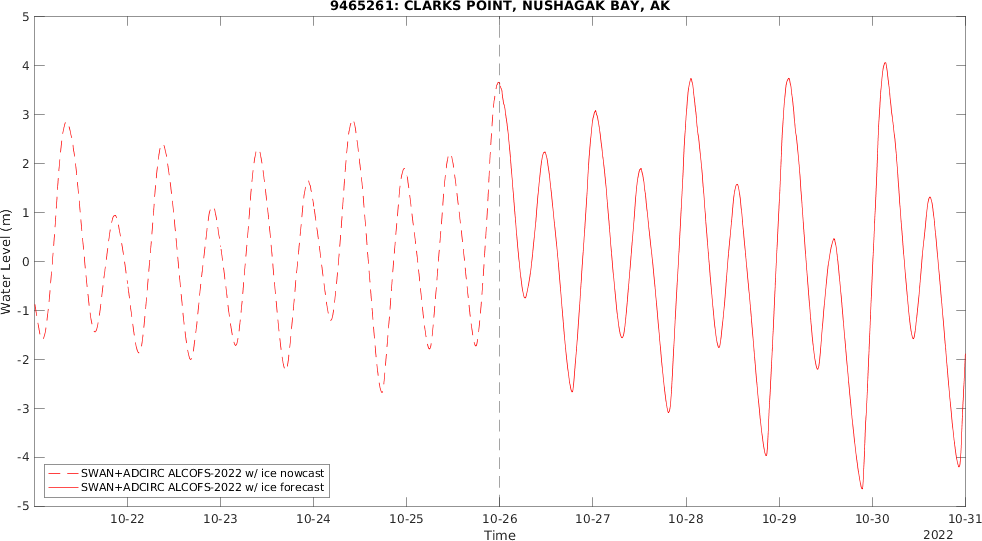 9465261: CLARKS POINT, NUSHAGAK BAY, AK
Water Level (m)
5
4
3
2
1
0
-1
-2
-3
-4
-5
SWAN+ADCIRC ALCOFS-2022 w/ ice nowcast
SWAN+ADCIRC ALCOFS-2022 w/ ice forecast
10-22 10-23 10-24 10-25 10-26 10-27 10-28 10-29 10-30 10-31
Time
2022